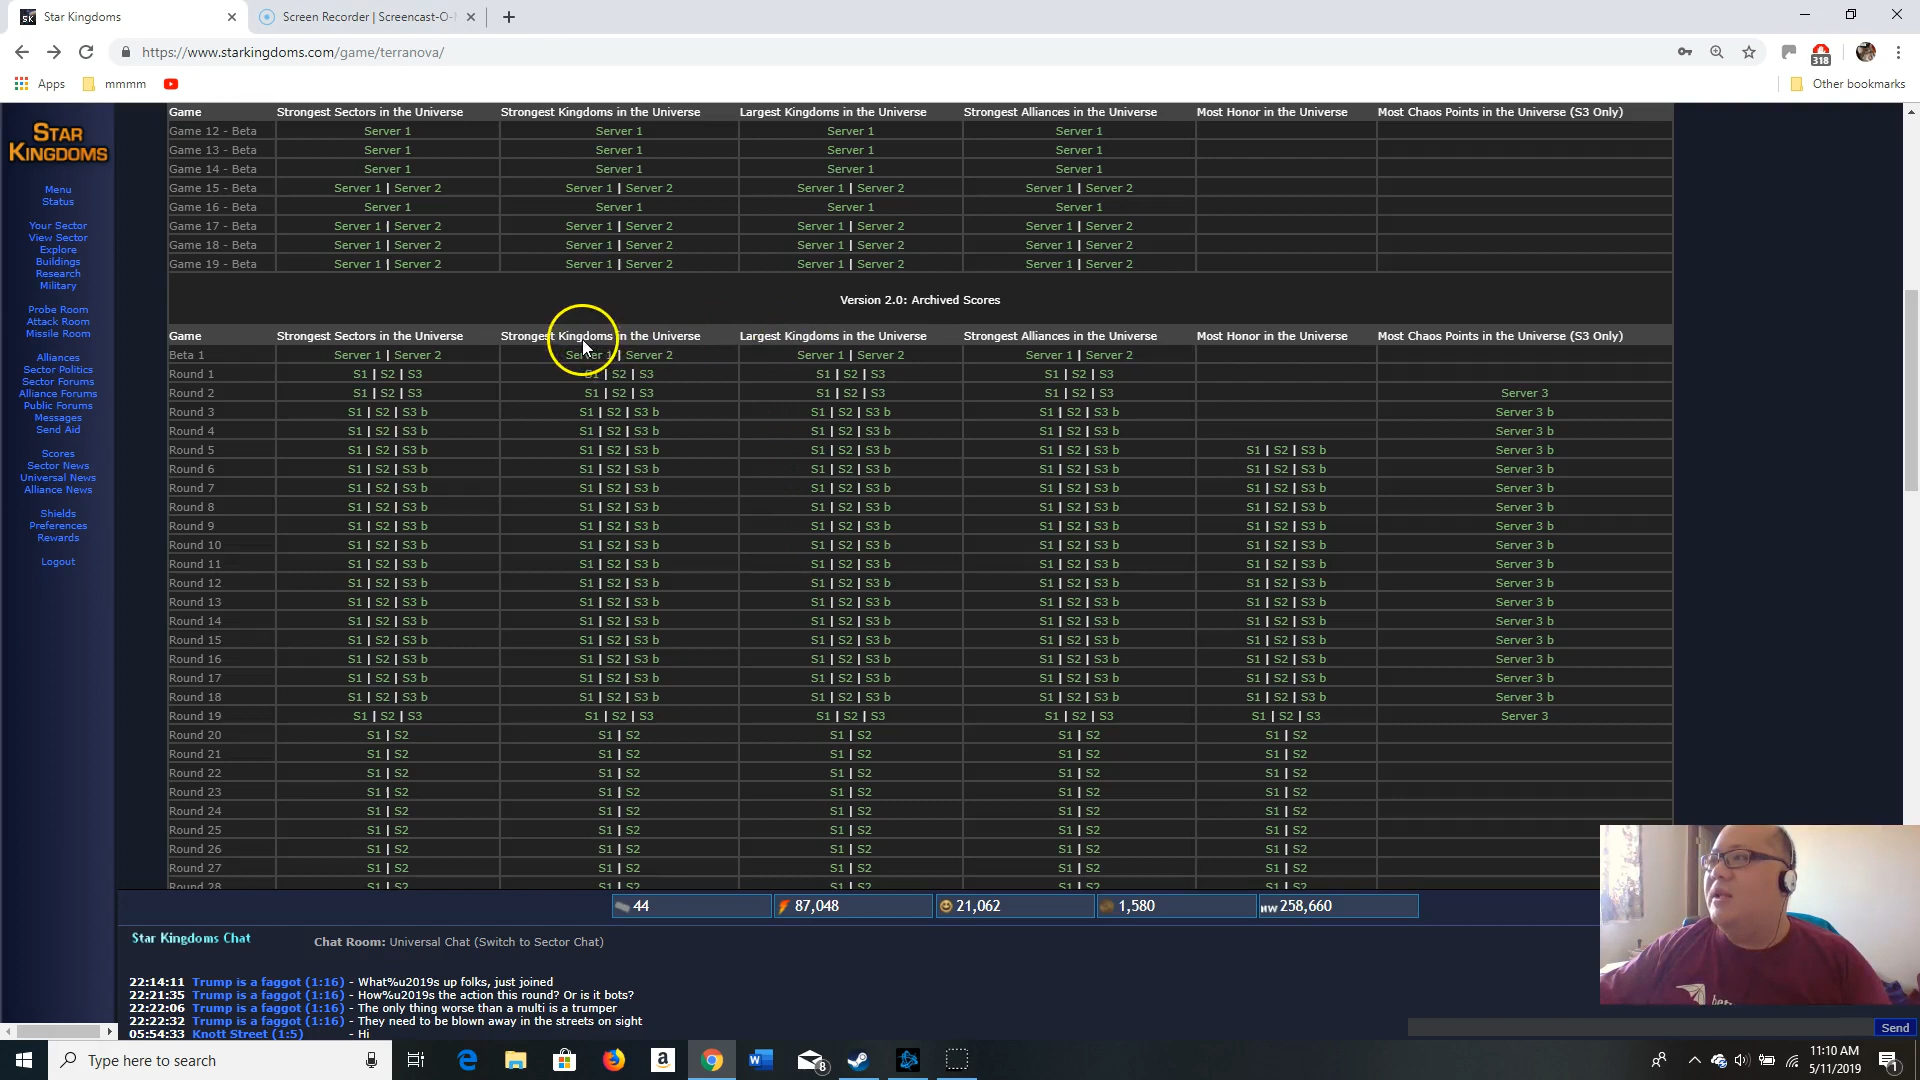 Star Kingdoms
Screen Recorder | Screencast-O-
https://www.starkingdoms.com/game/terranova/
318
Apps
mmmm
Other bookmarks
STAR KINGDOMS
Menu
Status
Your Sector
View Sector
Explore
Buildings
Research
Military
Probe Room
Attack Room
Missile Room
Alliances
Sector Politics
Sector Forums
Alliance Forums
Public Forums
Messages
Send Aid
Scores
Sector News
Universal News
Alliance News
Shields
Preferences
Rewards
Logout
Game Strongest Sectors in the Universe Strongest Kingdoms in the Universe Largest Kingdoms in the Universe Strongest Alliances in the Universe Most Honor in the Universe Most Chaos Points in the Universe (S3 Only)
Game 12 - Beta Server 1 Server 1 Server 1 Server 1
Game 13 - Beta Server 1 Server 1 Server 1 Server 1
Game 14 - Beta Server 1 Server 1 Server 1 Server 1
Game 15 - Beta Server 1 | Server 2 Server 1 | Server 2 Server 1 | Server 2 Server 1 | Server 2
Game 16 - Beta Server 1 Server 1 Server 1 Server 1
Game 17 - Beta Server 1 | Server 2 Server 1 | Server 2 Server 1 | Server 2 Server 1 | Server 2
Game 18 - Beta Server 1 | Server 2 Server 1 | Server 2 Server 1 | Server 2 Server 1 | Server 2
Game 19 - Beta Server 1 | Server 2 Server 1 | Server 2 Server 1 | Server 2 Server 1 | Server 2
Version 2.0: Archived Scores
Game Strongest Sectors in the Universe Strongest Kingdoms in the Universe Largest Kingdoms in the Universe Strongest Alliances in the Universe Most Honor in the Universe Most Chaos Points in the Universe (S3 Only)
Beta 1 Server 1 | Server 2 Server 1 | Server 2 Server 1 | Server 2 Server 1 | Server 2
Round 1 S1 | S2 | S3 S1 | S2 | S3 S1 | S2 | S3 S1 | S2 | S3
Round 2 S1 | S2 | S3 S1 | S2 | S3 S1 | S2 | S3 S1 | S2 | S3 Server 3
Round 3 S1 | S2 | S3 b S1 | S2 | S3 b S1 | S2 | S3 b S1 | S2 | S3 b Server 3 b
Round 4 S1 | S2 | S3 b S1 | S2 | S3 b S1 | S2 | S3 b S1 | S2 | S3 b Server 3 b
Round 5 S1 | S2 | S3 b S1 | S2 | S3 b S1 | S2 | S3 b S1 | S2 | S3 b S1 | S2 | S3 b Server 3 b
Round 6 S1 | S2 | S3 b S1 | S2 | S3 b S1 | S2 | S3 b S1 | S2 | S3 b S1 | S2 | S3 b Server 3 b
Round 7 S1 | S2 | S3 b S1 | S2 | S3 b S1 | S2 | S3 b S1 | S2 | S3 b S1 | S2 | S3 b Server 3 b
Round 8 S1 | S2 | S3 b S1 | S2 | S3 b S1 | S2 | S3 b S1 | S2 | S3 b S1 | S2 | S3 b Server 3 b
Round 9 S1 | S2 | S3 b S1 | S2 | S3 b S1 | S2 | S3 b S1 | S2 | S3 b S1 | S2 | S3 b Server 3 b
Round 10 S1 | S2 | S3 b S1 | S2 | S3 b S1 | S2 | S3 b S1 | S2 | S3 b S1 | S2 | S3 b Server 3 b
Round 11 S1 | S2 | S3 b S1 | S2 | S3 b S1 | S2 | S3 b S1 | S2 | S3 b S1 | S2 | S3 b Server 3 b
Round 12 S1 | S2 | S3 b S1 | S2 | S3 b S1 | S2 | S3 b S1 | S2 | S3 b S1 | S2 | S3 b Server 3 b
Round 13 S1 | S2 | S3 b S1 | S2 | S3 b S1 | S2 | S3 b S1 | S2 | S3 b S1 | S2 | S3 b Server 3 b
Round 14 S1 | S2 | S3 b S1 | S2 | S3 b S1 | S2 | S3 b S1 | S2 | S3 b S1 | S2 | S3 b Server 3 b
Round 15 S1 | S2 | S3 b S1 | S2 | S3 b S1 | S2 | S3 b S1 | S2 | S3 b S1 | S2 | S3 b Server 3 b
Round 16 S1 | S2 | S3 b S1 | S2 | S3 b S1 | S2 | S3 b S1 | S2 | S3 b S1 | S2 | S3 b Server 3 b
Round 17 S1 | S2 | S3 b S1 | S2 | S3 b S1 | S2 | S3 b S1 | S2 | S3 b S1 | S2 | S3 b Server 3 b
Round 18 S1 | S2 | S3 b S1 | S2 | S3 b S1 | S2 | S3 b S1 | S2 | S3 b S1 | S2 | S3 b Server 3 b
Round 19 S1 | S2 | S3 S1 | S2 | S3 S1 | S2 | S3 S1 | S2 | S3 S1 | S2 | S3 Server 3
Round 20 S1 | S2 S1 | S2 S1 | S2 S1 | S2 S1 | S2
Round 21 S1 | S2 S1 | S2 S1 | S2 S1 | S2 S1 | S2
Round 22 S1 | S2 S1 | S2 S1 | S2 S1 | S2 S1 | S2
Round 23 S1 | S2 S1 | S2 S1 | S2 S1 | S2 S1 | S2
Round 24 S1 | S2 S1 | S2 S1 | S2 S1 | S2 S1 | S2
Round 25 S1 | S2 S1 | S2 S1 | S2 S1 | S2 S1 | S2
Round 26 S1 | S2 S1 | S2 S1 | S2 S1 | S2 S1 | S2
Round 27 S1 | S2 S1 | S2 S1 | S2 S1 | S2 S1 | S2
Round 28 S1 | S2 S1 | S2 S1 | S2 S1 | S2 S1 | S2
44 87,048 21,062 1,580 NW 258,660
Star Kingdoms Chat
Chat Room: Universal Chat (Switch to Sector Chat)
22:14:11 Trump is a faggot (1:16) - What%u2019s up folks, just joined
22:21:35 Trump is a faggot (1:16) - How%u2019s the action this round? Or is it bots?
22:22:06 Trump is a faggot (1:16) - The only thing worse than a multi is a trumper
22:22:32 Trump is a faggot (1:16) - They need to be blown away in the streets on sight
05:54:33 Knott Street (1:5) - Hi
Send
Type here to search
8
11:10 AM
5/11/2019
1